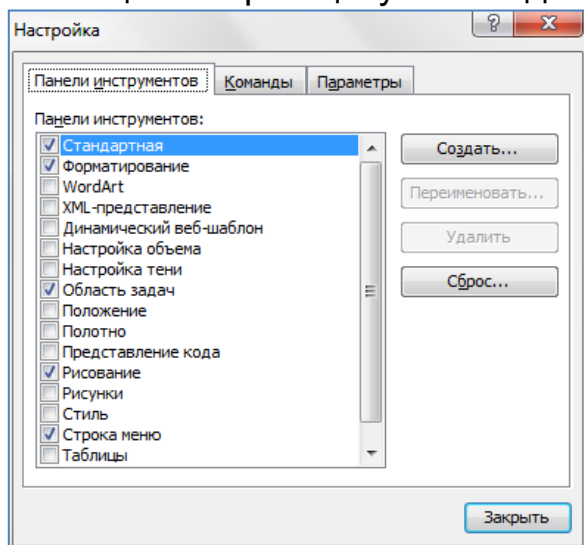 Настройка
Панели инструментов
Команды
Параметры
Панели инструментов:
Стандартная
Форматирование
WordArt
XML-представление
Динамический веб-шаблон
Настройка объема
Настройка тени
Область задач
Положение
Полотно
Представление кода
Рисование
Рисунки
Стиль
Строка меню
Таблицы
Создать...
Переименовать...
Удалить
Сброс...
Закрыть